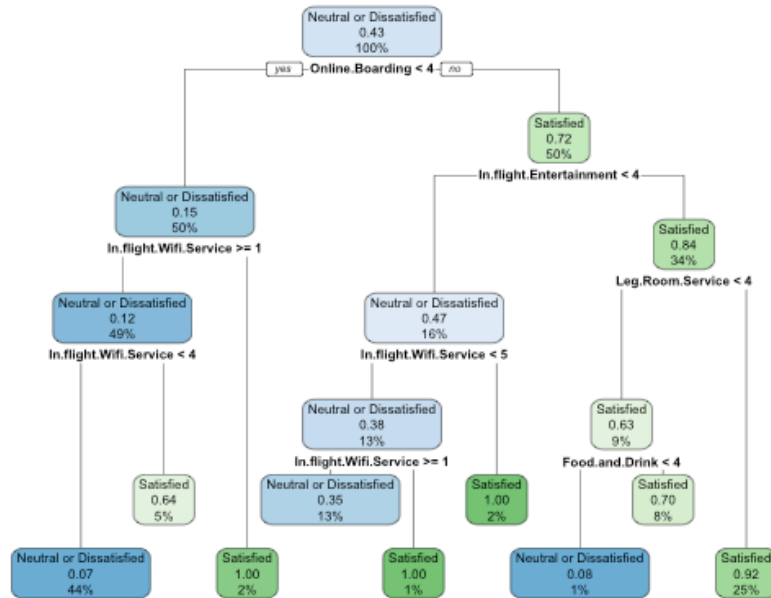 Neutral or Dissatisfied
0.43
100%
yes Online.Boarding < 4 no
Satisfied
0.72
50%
In.flight.Entertainment < 4
Neutral or Dissatisfied
0.15
50%
In.flight.Wifi.Service >= 1
Satisfied
0.84
34%
Leg.Room.Service < 4
Neutral or Dissatisfied
0.12
49%
In.flight.Wifi.Service < 4
Neutral or Dissatisfied
0.47
16%
In.flight.Wifi.Service < 5
Neutral or Dissatisfied
0.38
13%
In.flight.Wifi.Service >= 1
Satisfied
0.63
9%
Food.and.Drink < 4
Satisfied
0.64
5%
Neutral or Dissatisfied
0.35
13%
Satisfied
1.00
2%
Satisfied
0.70
8%
Neutral or Dissatisfied
0.07
44%
Satisfied
1.00
2%
Satisfied
1.00
1%
Neutral or Dissatisfied
0.08
1%
Satisfied
0.92
25%